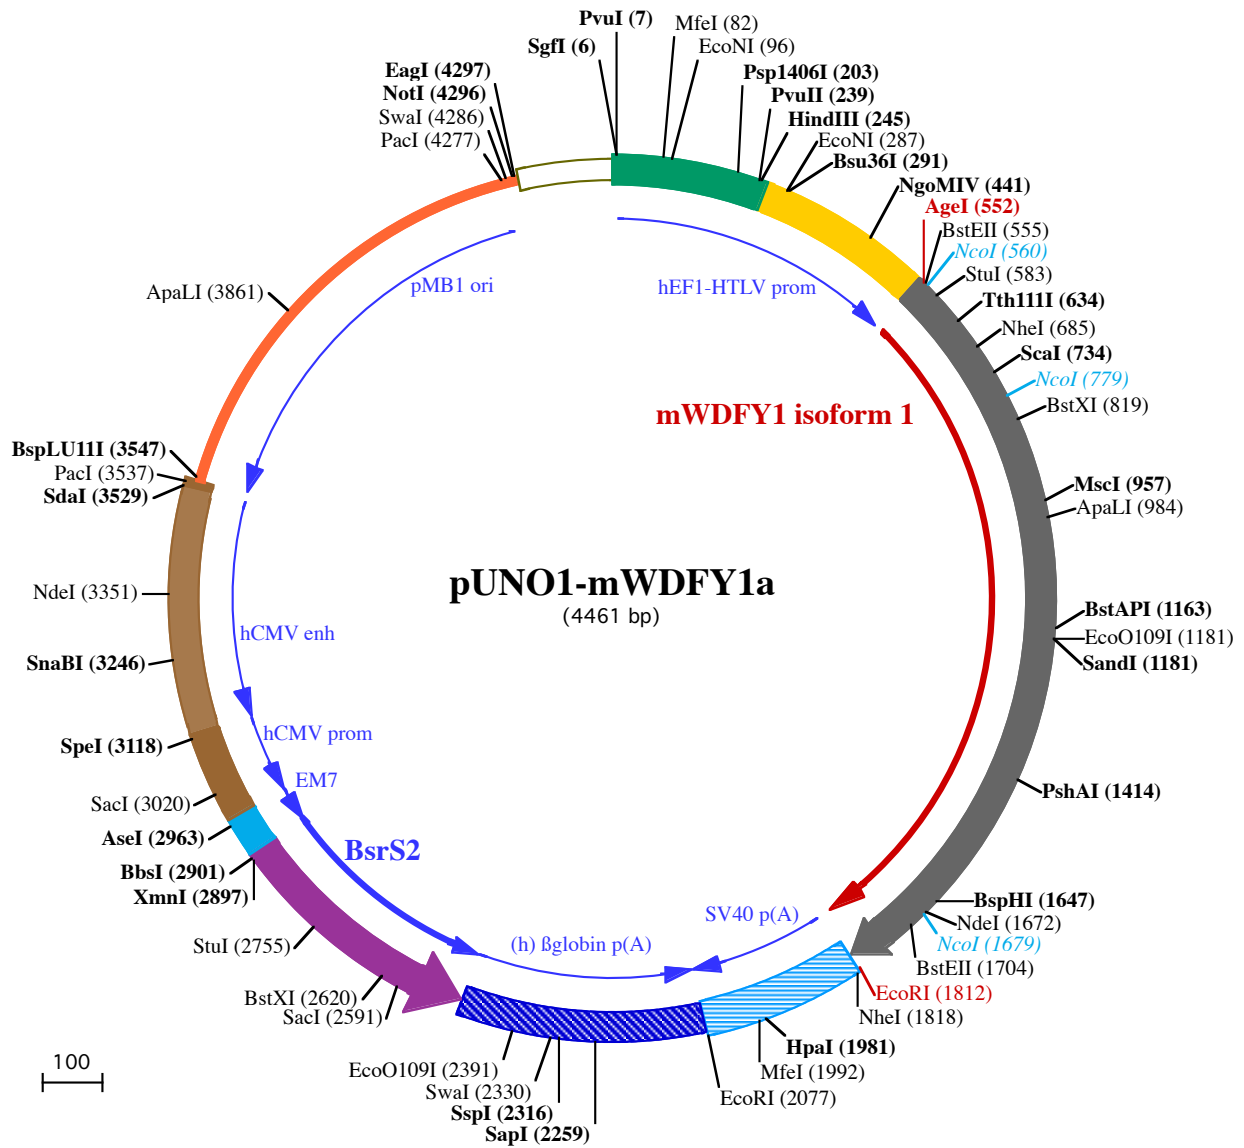 PvuI (7)
SgfI (6)
MfeI (82)
EcoNI (96)
Psp1406I (203)
PvuII (239)
HindIII (245)
EcoNI (287)
Bsu36I (291)
NgoMIV (441)
AgeI (552)
BstEII (555)
NcoI (560)
StuI (583)
Tth111I (634)
NheI (685)
ScaI (734)
NcoI (779)
BstXI (819)
MscI (957)
ApaLI (984)
BstAPI (1163)
EcoO109I (1181)
SandI (1181)
PshAI (1414)
BspHI (1647)
NdeI (1672)
NcoI (1679)
BstEII (1704)
EcoRI (1812)
NheI (1818)
HpaI (1981)
MfeI (1992)
EcoRI (2077)
SapI (2259)
SspI (2316)
SwaI (2330)
EcoO109I (2391)
SacI (2591)
BstXI (2620)
StuI (2755)
XmnI (2897)
BbsI (2901)
AseI (2963)
SacI (3020)
SpeI (3118)
SnaBI (3246)
NdeI (3351)
SdaI (3529)
PacI (3537)
BspLU11I (3547)
ApaLI (3861)
PacI (4277)
SwaI (4286)
NotI (4296)
EagI (4297)
pMB1 ori
hEF1-HTLV prom
mWDFY1 isoform 1
pUNO1-mWDFY1a
(4461 bp)
hCMV enh
hCMV prom
EM7
BsrS2
(h) ßglobin p(A)
SV40 p(A)
100